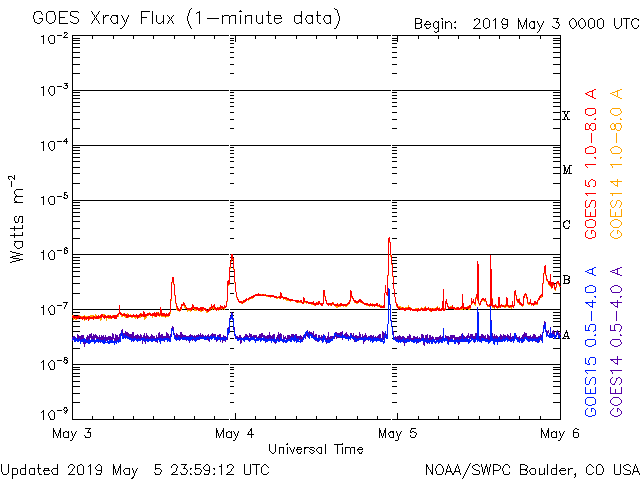 GOES Xray Flux (1-minute data)
Begin: 2019 May 3 0000 UTC
10⁻²
10⁻³
10⁻⁴
10⁻⁵
10⁻⁶
10⁻⁷
10⁻⁸
10⁻⁹
Watts m⁻²
X
M
C
B
A
GOES15 1.0-8.0 A
GOES14 1.0-8.0 A
GOES15 0.5-4.0 A
GOES14 0.5-4.0 A
May 3
May 4
May 5
May 6
Universal Time
Updated 2019 May 5 23:59:12 UTC
NOAA/SWPC Boulder, CO USA